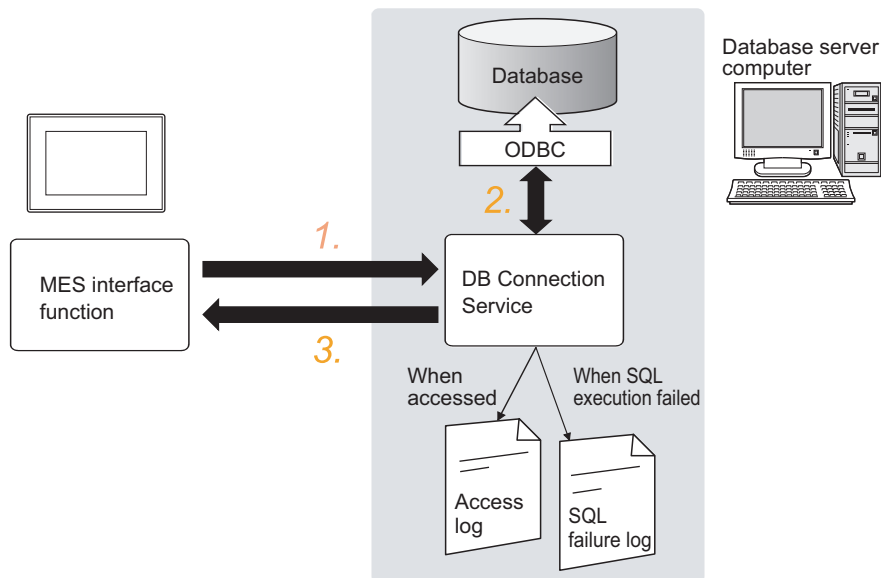 Database
Database server
computer
ODBC
2.
1.
MES interface
function
DB Connection
Service
3.
When
accessed
When SQL
execution failed
Access
log
SQL
failure log